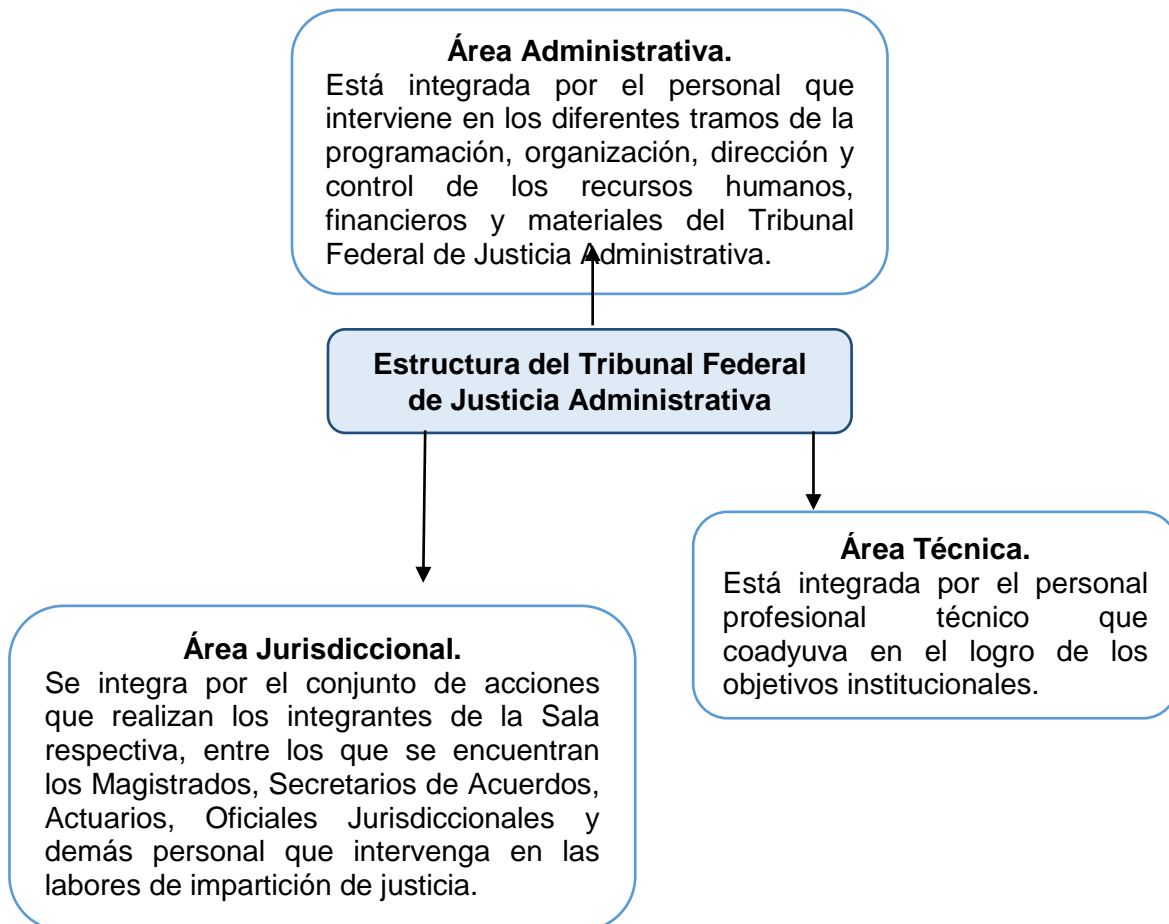 Área Administrativa.
Está integrada por el personal que
interviene en los diferentes tramos de la
programación, organización, dirección y
control de los recursos humanos,
financieros y materiales del Tribunal
Federal de Justicia Administrativa.
Estructura del Tribunal Federal
de Justicia Administrativa
Área Técnica.
Está integrada por el personal
profesional técnico que
coadyuva en el logro de los
objetivos institucionales.
Área Jurisdiccional.
Se integra por el conjunto de acciones
que realizan los integrantes de la Sala
respectiva, entre los que se encuentran
los Magistrados, Secretarios de Acuerdos,
Actuarios, Oficiales Jurisdiccionales y
demás personal que intervenga en las
labores de impartición de justicia.